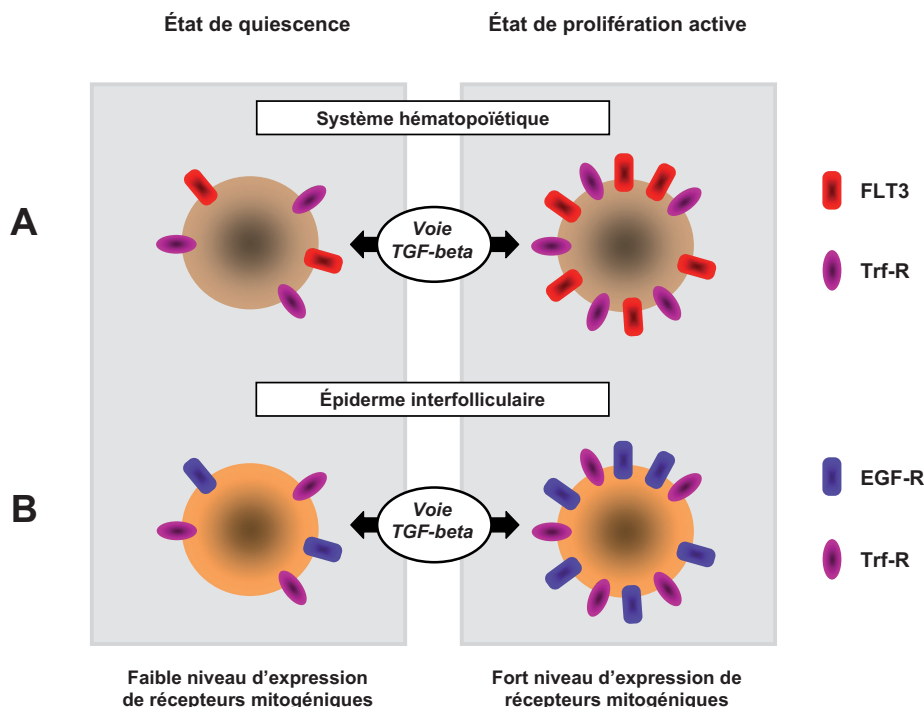 État de quiescence
État de prolifération active
Système hématopoïétique
A
Voie
TGF-beta
FLT3
Trf-R
Épiderme interfolliculaire
B
Voie
TGF-beta
EGF-R
Trf-R
Faible niveau d'expression
de récepteurs mitogéniques
Fort niveau d'expression de
récepteurs mitogéniques